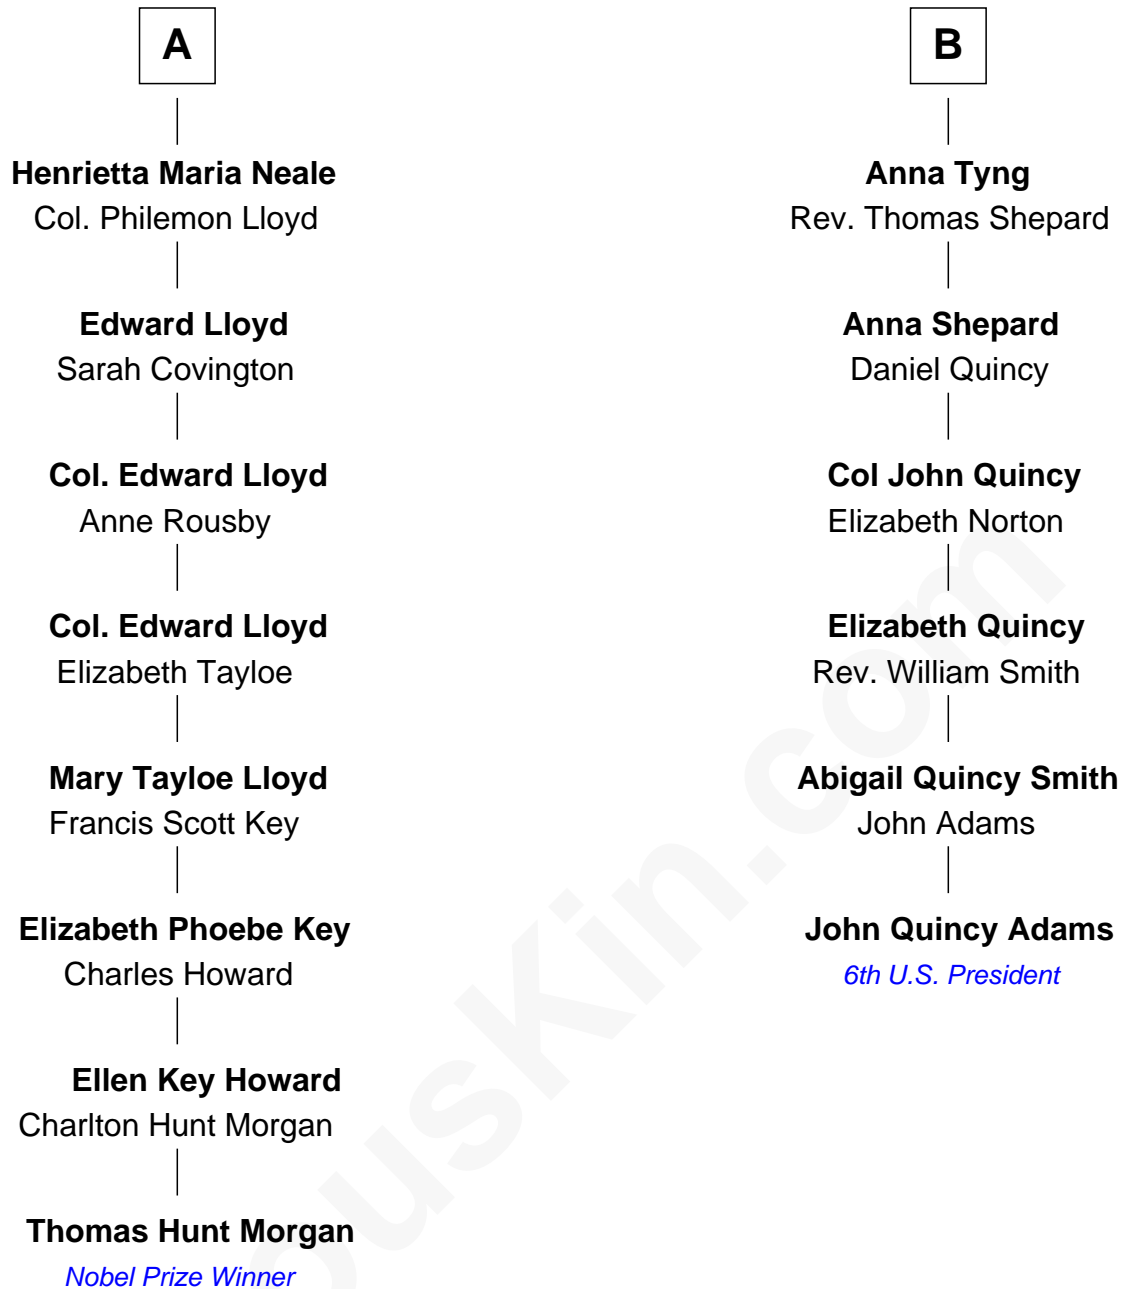 A
Henrietta Maria Neale
Col. Philemon Lloyd
Edward Lloyd
Sarah Covington
Col. Edward Lloyd
Anne Rousby
Col. Edward Lloyd
Elizabeth Tayloe
Mary Tayloe Lloyd
Francis Scott Key
Elizabeth Phoebe Key
Charles Howard
Ellen Key Howard
Charlton Hunt Morgan
Thomas Hunt Morgan
Nobel Prize Winner
B
Anna Tyng
Rev. Thomas Shepard
Anna Shepard
Daniel Quincy
Col John Quincy
Elizabeth Norton
Elizabeth Quincy
Rev. William Smith
Abigail Quincy Smith
John Adams
John Quincy Adams
6th U.S. President
ousKin.com